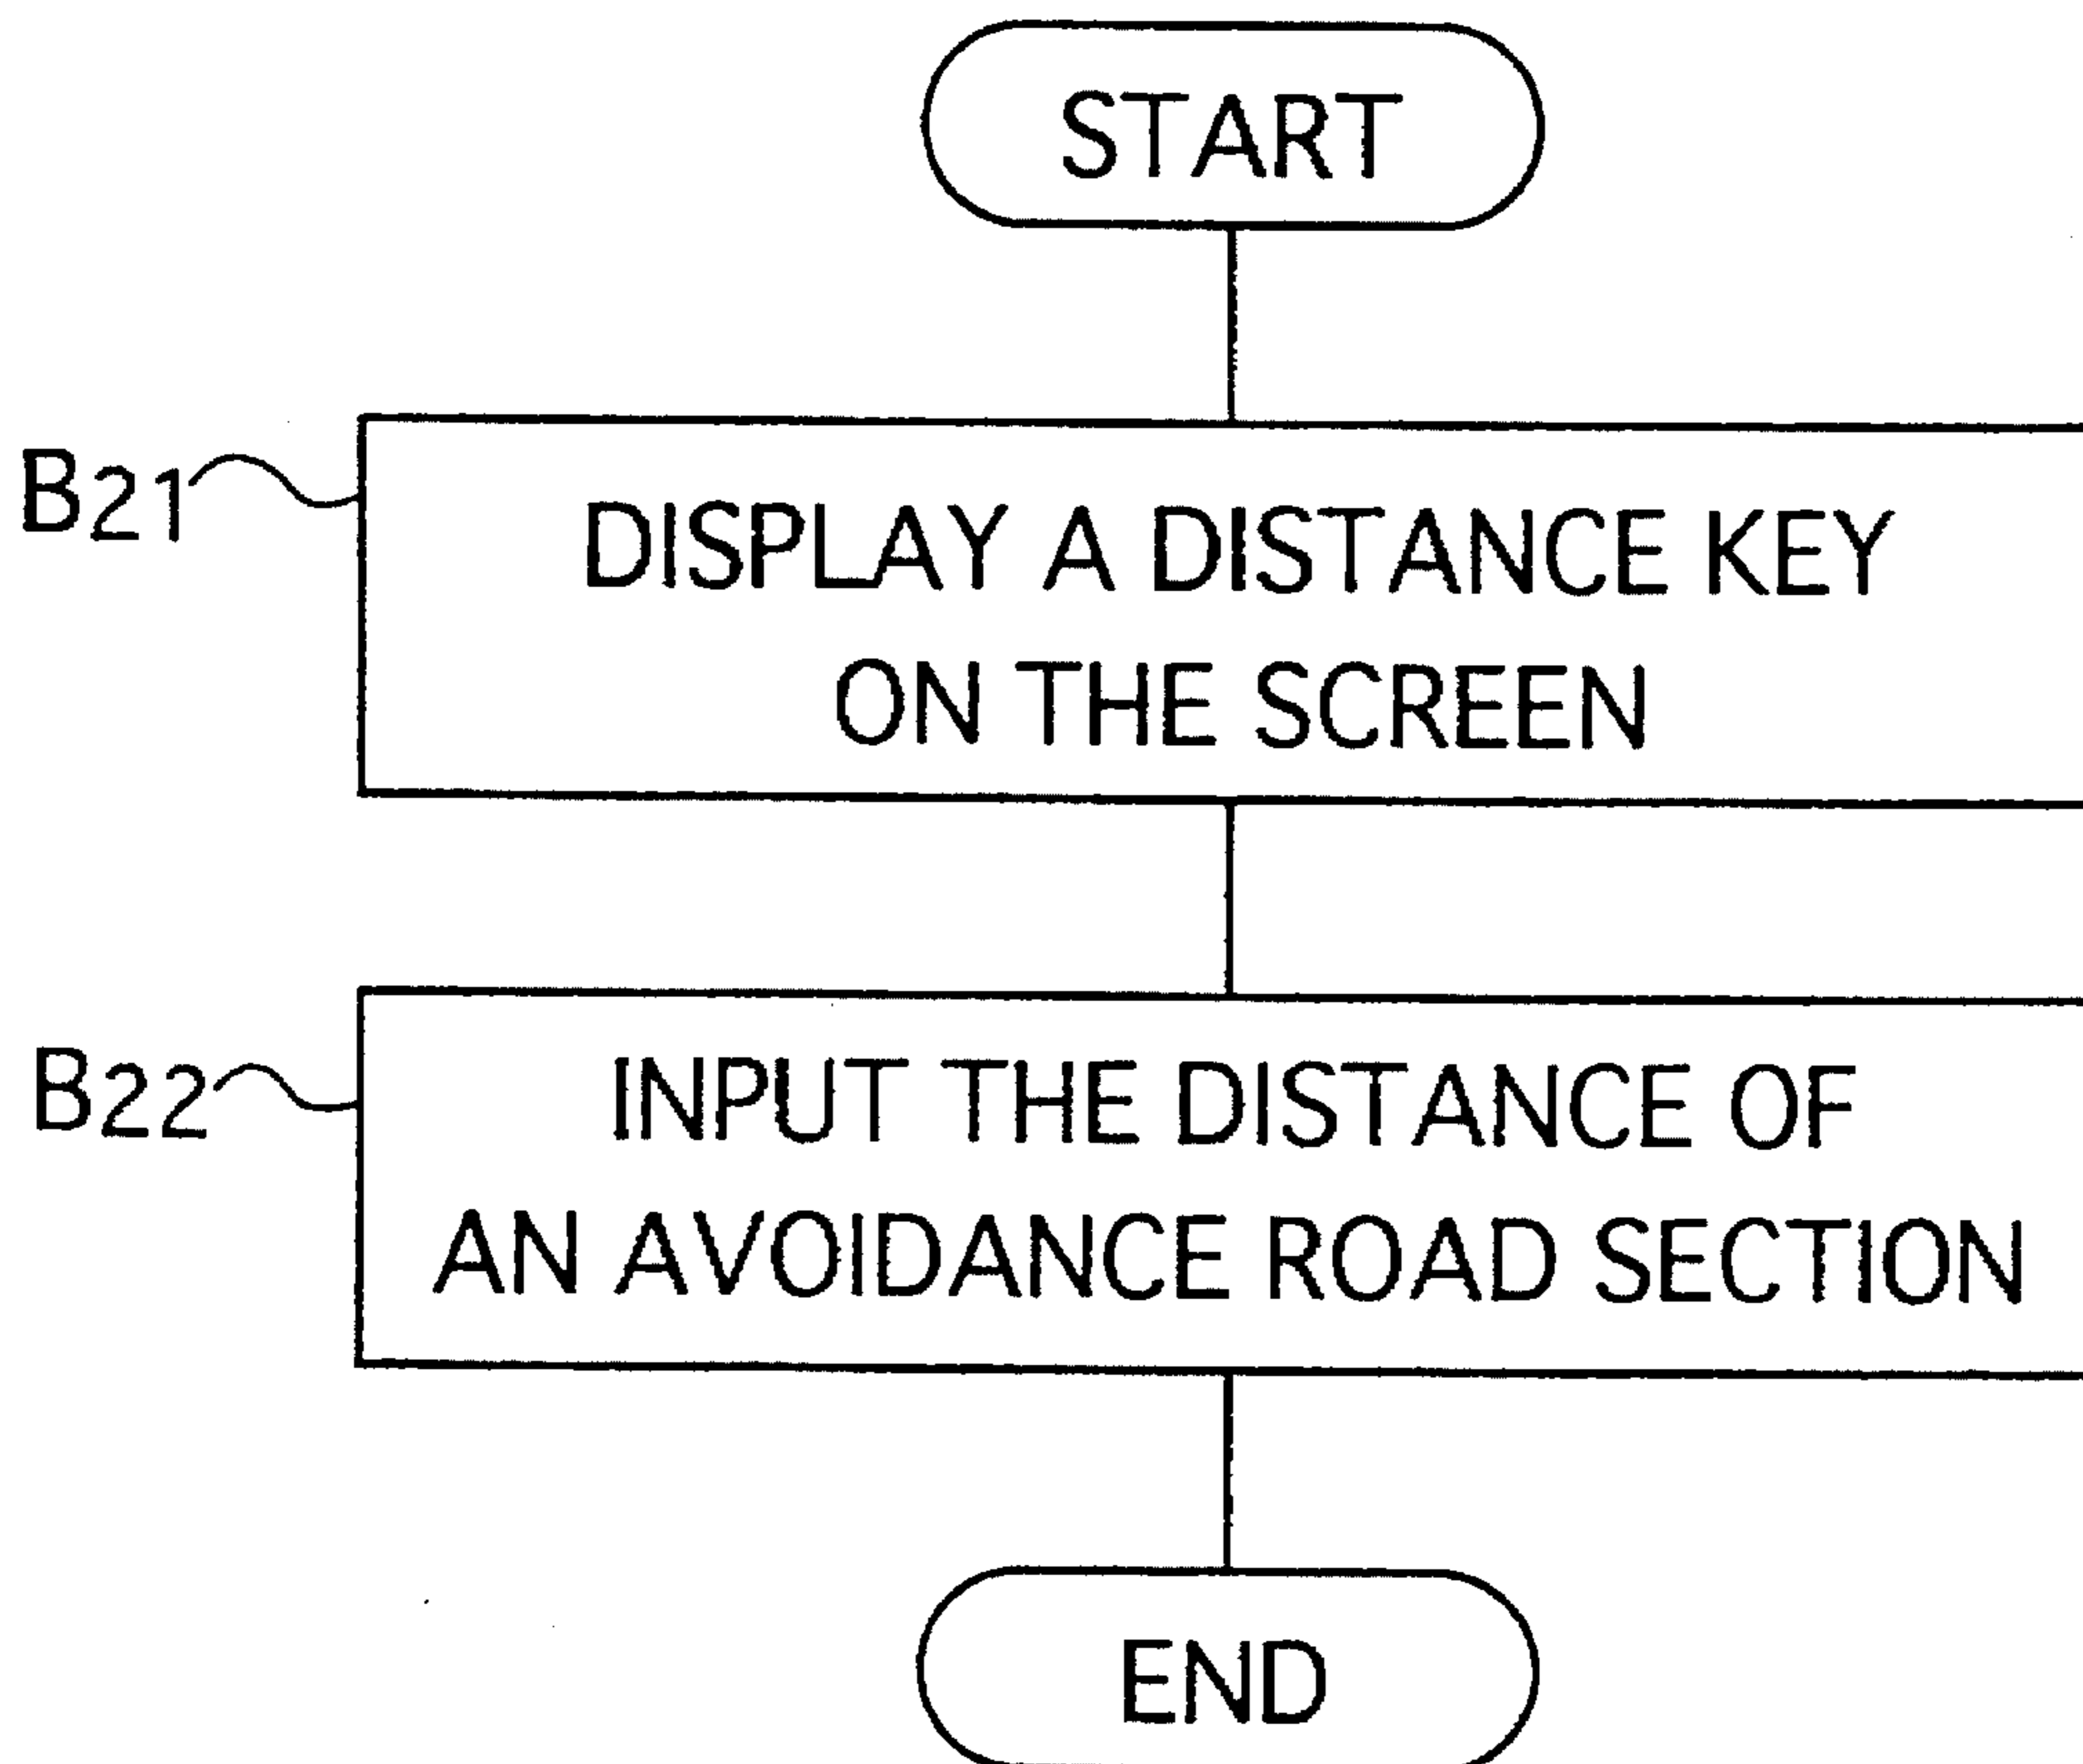 START
B21
DISPLAY A DISTANCE KEY
ON THE SCREEN
B22
INPUT THE DISTANCE OF
AN AVOIDANCE ROAD SECTION
END